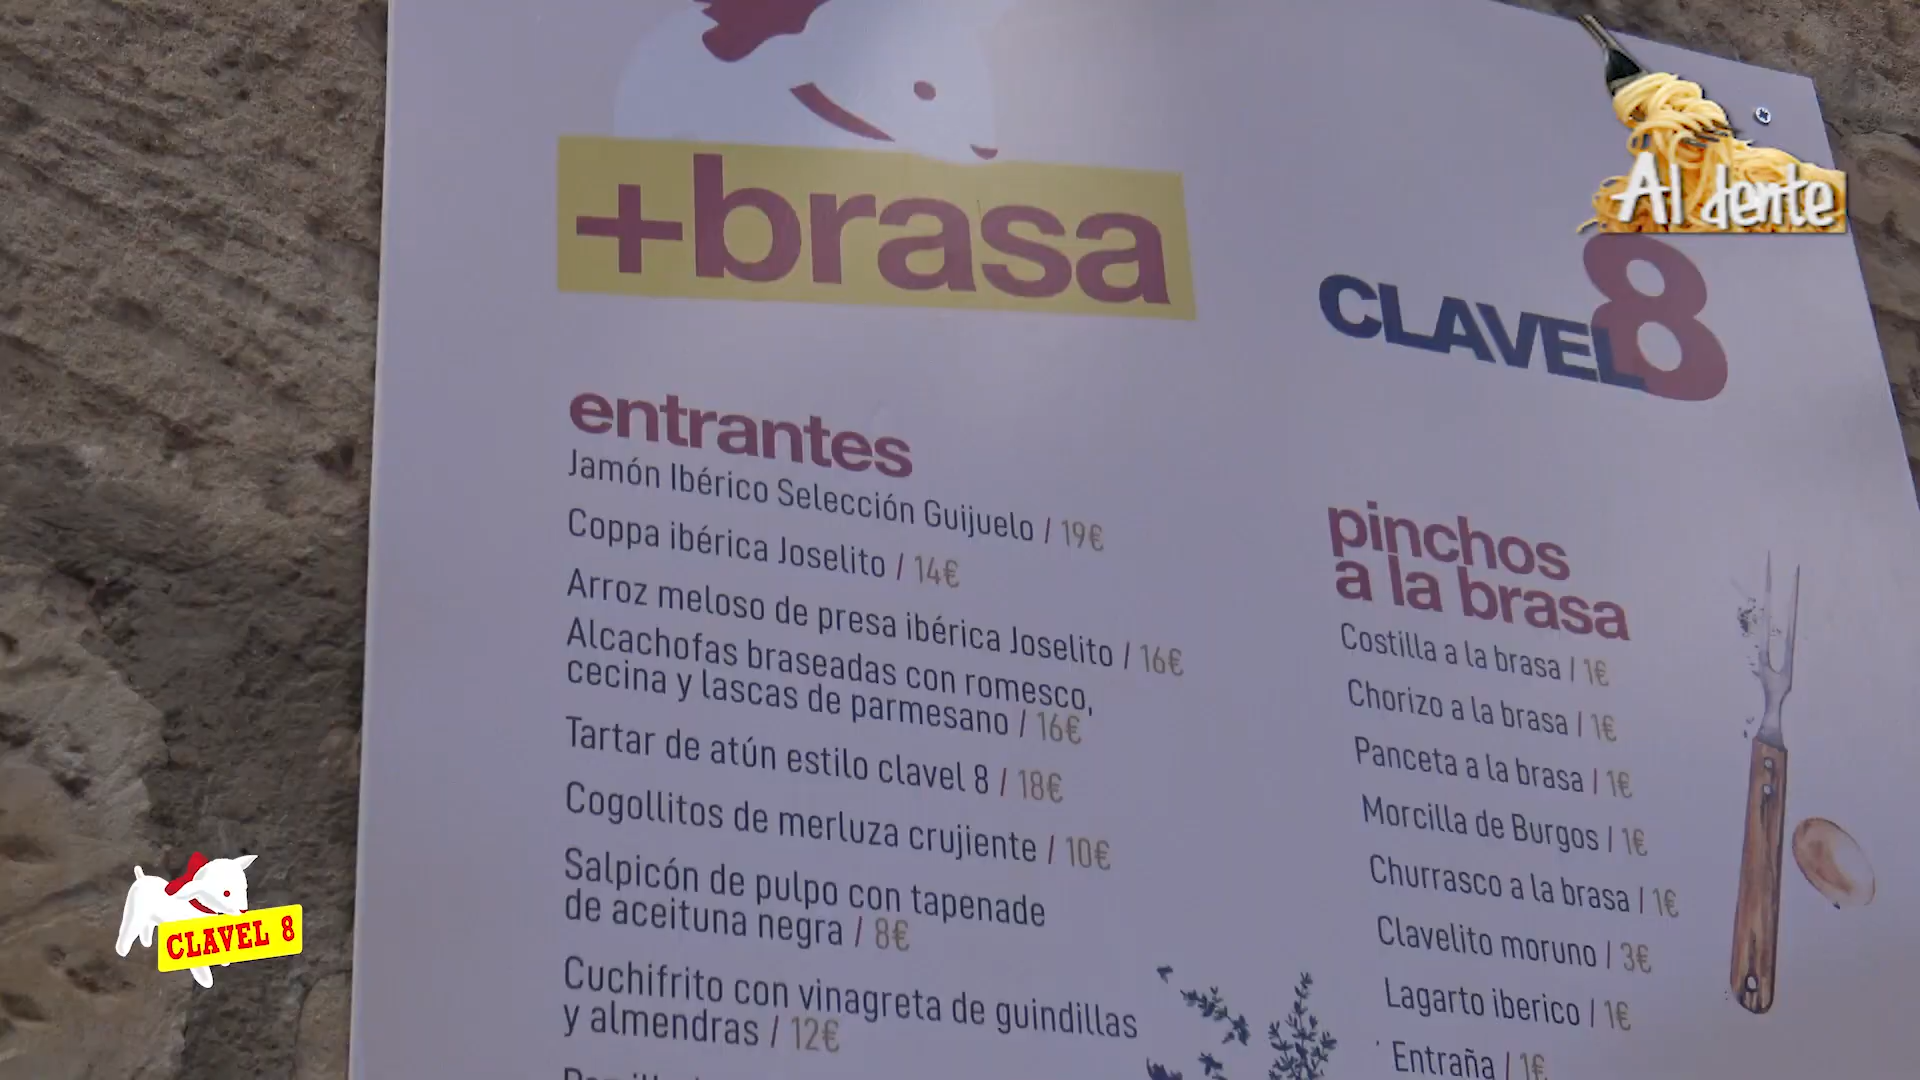 Al dente
+brasa
CLAVEL 8
entrantes
Jamón Ibérico Selección Guijuelo / 19€
Coppa ibérica Joselito / 14€
Arroz meloso de presa ibérica Joselito / 16€
Alcachofas braseadas con romesco,
cecina y lascas de parmesano / 16€
Tartar de atún estilo clavel 8 / 18€
Cogollitos de merluza crujiente / 10€
Salpicón de pulpo con tapenade
de aceituna negra / 8€
Cuchifrito con vinagreta de guindillas
y almendras / 12€
pinchos
a la brasa
Costilla a la brasa / 1€
Chorizo a la brasa / 1€
Panceta a la brasa / 1€
Morcilla de Burgos / 1€
Churrasco a la brasa / 1€
Clavelito moruno / 3€
Lagarto iberico / 1€
Entraña / 1€
CLAVEL 8